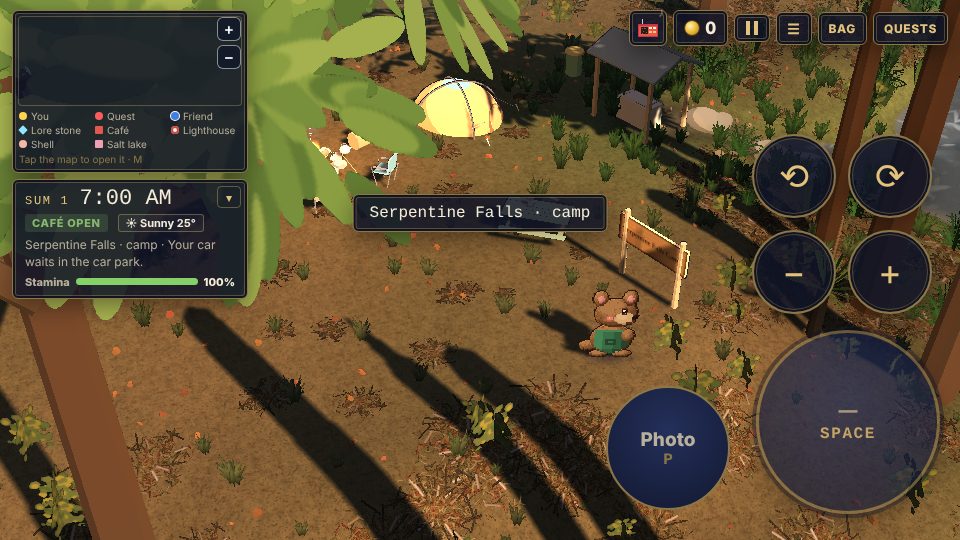 +
−
You
Quest
Friend
Lore stone
Café
Lighthouse
Shell
Salt lake
Tap the map to open it · M
SUM 1 7:00 AM
CAFÉ OPEN
Sunny 25°
Serpentine Falls · camp · Your car
waits in the car park.
Stamina 100%
Serpentine Falls · camp
0
BAG
QUESTS
−
+
Photo
P
—
SPACE